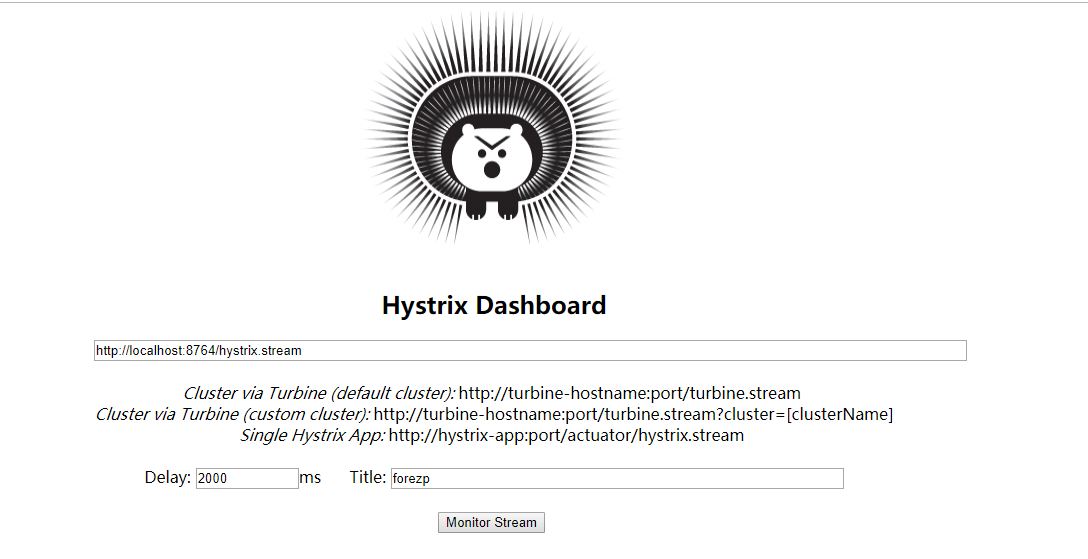 Hystrix Dashboard
http://localhost:8764/hystrix.stream
Cluster via Turbine (default cluster): http://turbine-hostname:port/turbine.stream
Cluster via Turbine (custom cluster): http://turbine-hostname:port/turbine.stream?cluster=[clusterName]
Single Hystrix App: http://hystrix-app:port/actuator/hystrix.stream
Delay: 2000 ms Title: forezp
Monitor Stream